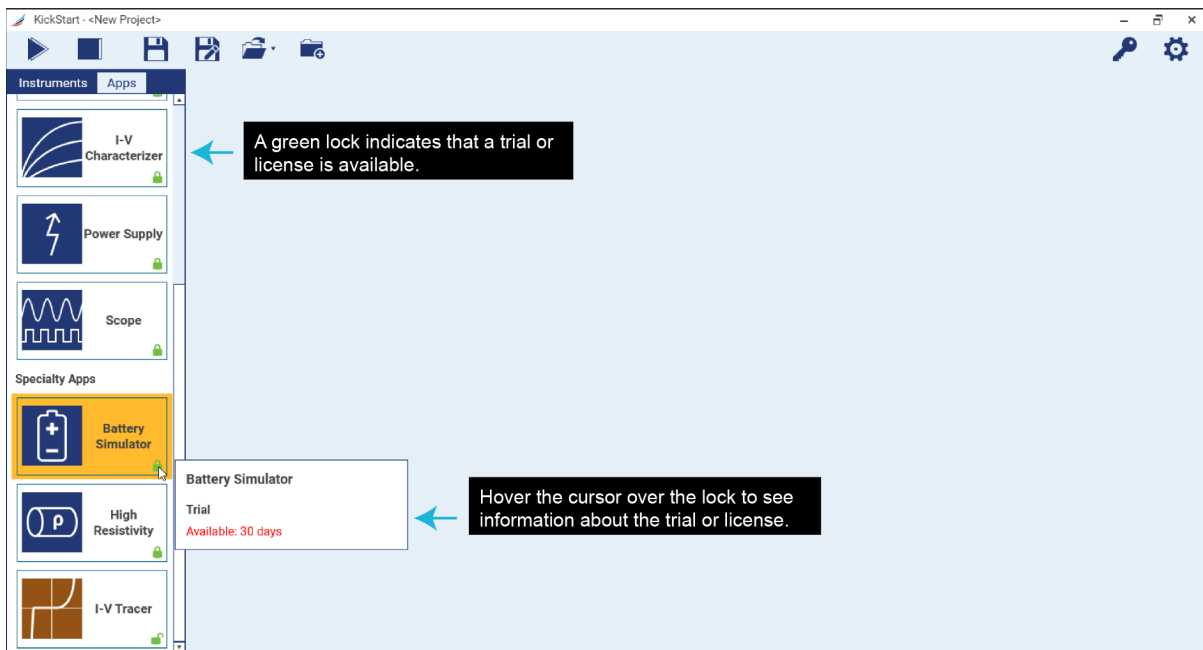 KickStart - <New Project>
Instruments
Apps
I-V
Characterizer
A green lock indicates that a trial or
license is available.
Power Supply
Scope
Specialty Apps
Battery
Simulator
Battery Simulator
Trial
Available: 30 days
Hover the cursor over the lock to see
information about the trial or license.
ρ
High
Resistivity
I-V Tracer